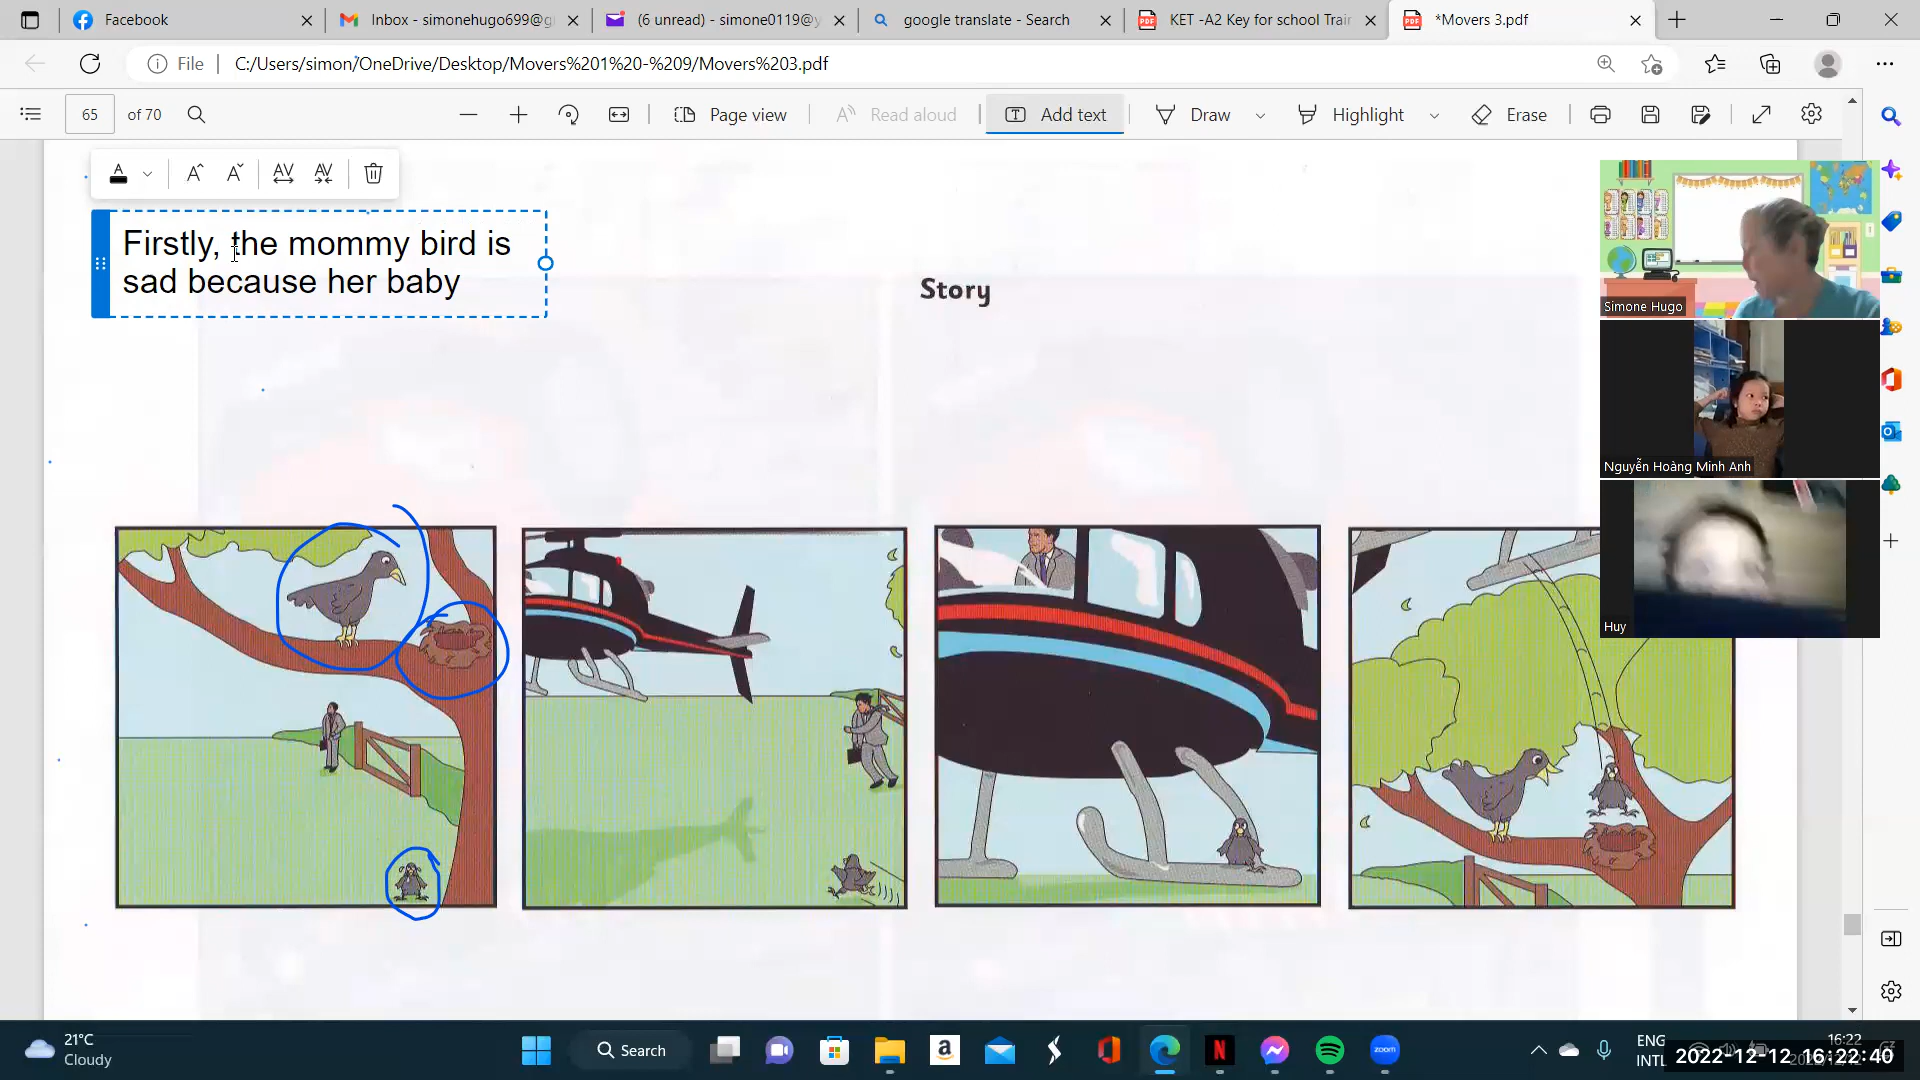 Facebook
Inbox - simonehugo699@g
(6 unread) - simone0119@y
google translate - Search
KET -A2 Key for school Trair
*Movers 3.pdf
File
C:/Users/simon/OneDrive/Desktop/Movers%201%20-%209/Movers%203.pdf
65
of 70
Page view
Read aloud
Add text
Draw
Highlight
Erase
Firstly, the mommy bird is
sad because her baby
Story
Simone Hugo
Nguyễn Hoàng Minh Anh
Huy
21°C
Cloudy
Search
zoom
ENG
INTL
16:22
2022-12-12 16:22:40